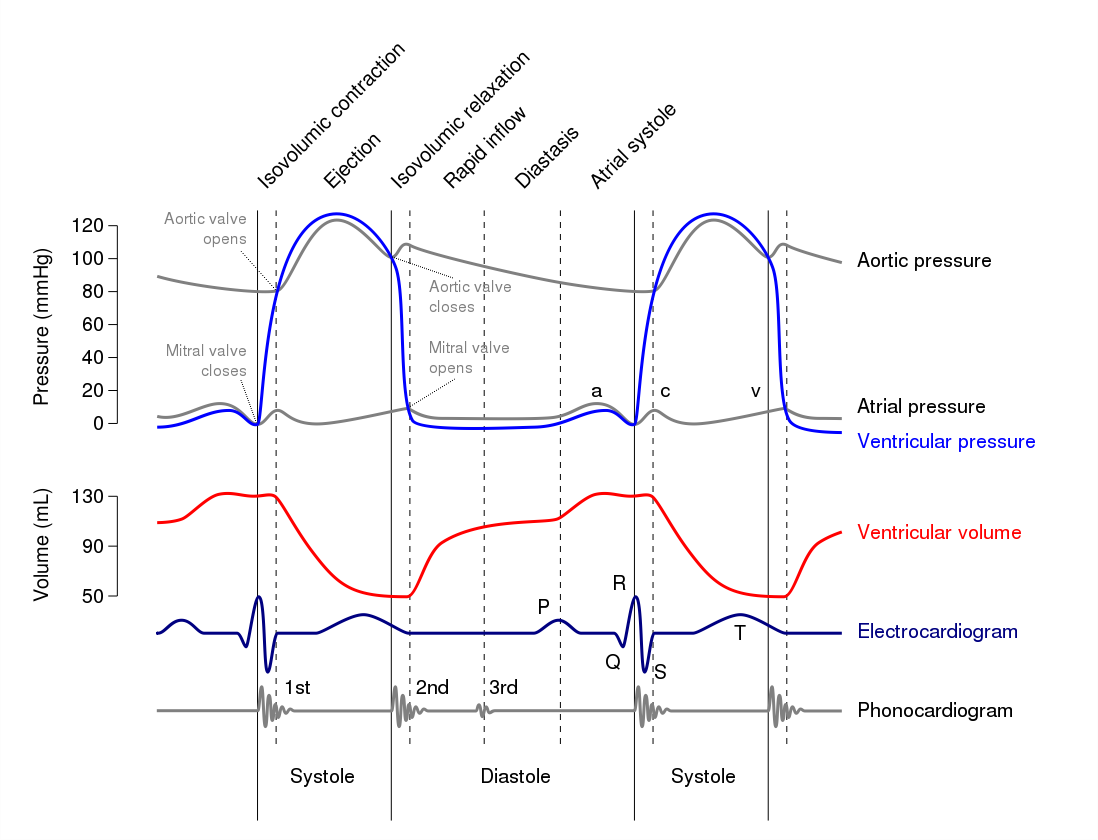 Isovolumic contraction
Ejection
Isovolumic relaxation
Rapid inflow
Diastasis
Atrial systole
Pressure (mmHg)
120
100
80
60
40
20
0
Aortic valve
opens
Aortic valve
closes
Mitral valve
closes
Mitral valve
opens
a
c
v
Aortic pressure
Atrial pressure
Ventricular pressure
Volume (mL)
130
90
50
Ventricular volume
R
P
Q
S
T
Electrocardiogram
1st
2nd
3rd
Phonocardiogram
Systole
Diastole
Systole